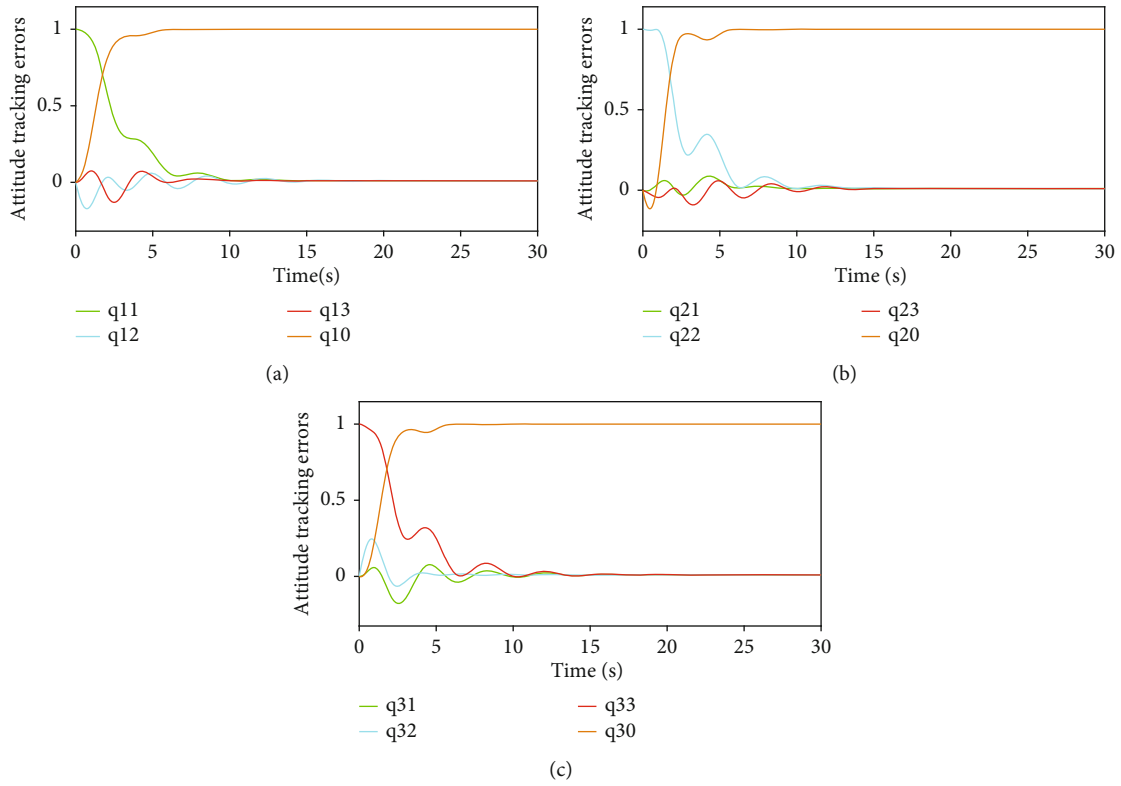 Attitude tracking errors
1
0.5
0
0 5 10 15 20 25 30
Time(s)
q11 q13
q12 q10
(a)
Attitude tracking errors
1
0.5
0
0 5 10 15 20 25 30
Time (s)
q21 q23
q22 q20
(b)
Attitude tracking errors
1
0.5
0
0 5 10 15 20 25 30
Time (s)
q31 q33
q32 q30
(c)